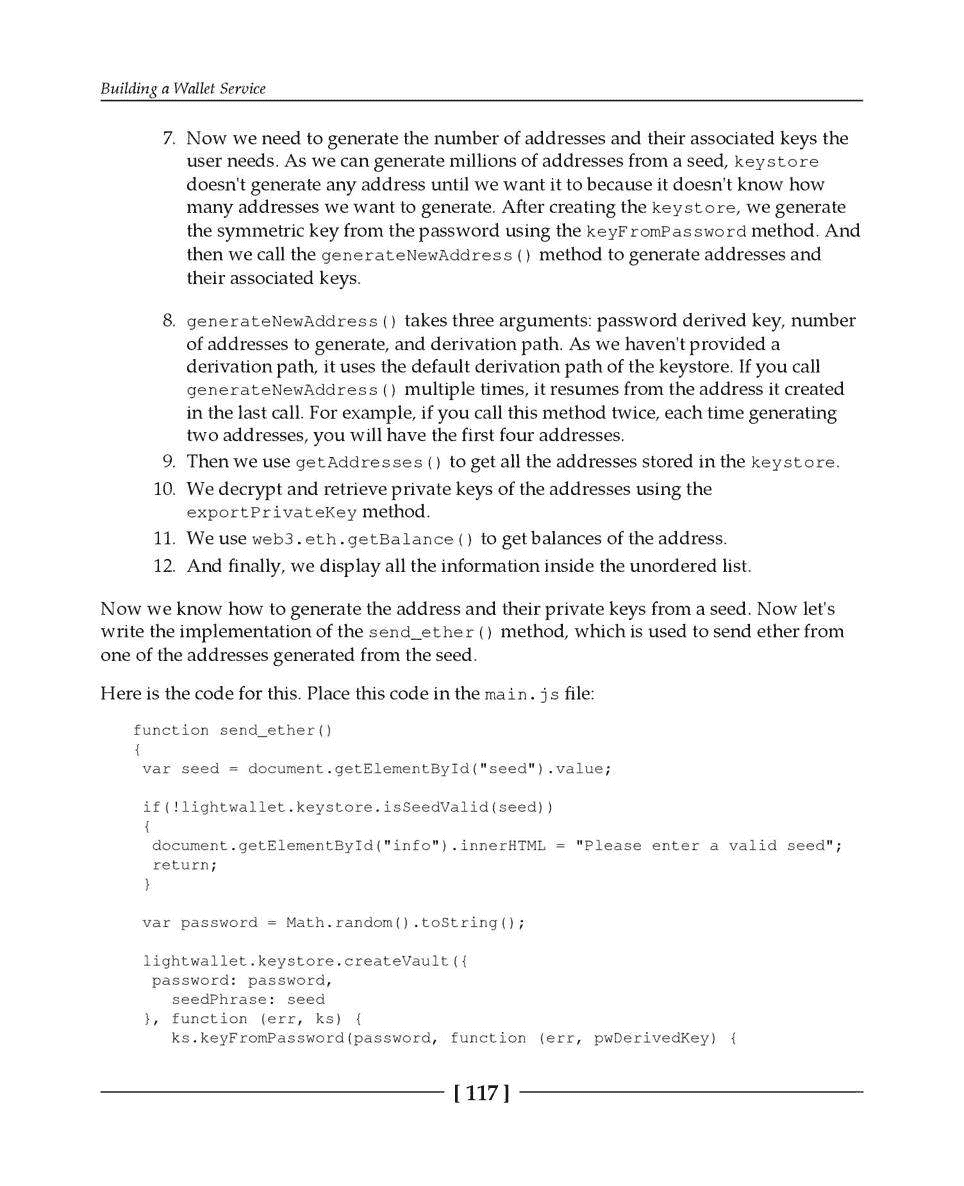 Building a Wallet Service
7. Now we need to generate the number of addresses and their associated keys the
user needs. As we can generate millions of addresses from a seed, keystore
doesn't generate any address until we want it to because it doesn't know how
many addresses we want to generate. After creating the keystore, we generate
the symmetric key from the password using the keyFromPassword method. And
then we call the generateNewAddress() method to generate addresses and
their associated keys.
8. generateNewAddress() takes three arguments: password derived key, number
of addresses to generate, and derivation path. As we haven't provided a
derivation path, it uses the default derivation path of the keystore. If you call
generateNewAddress() multiple times, it resumes from the address it created
in the last call. For example, if you call this method twice, each time generating
two addresses, you will have the first four addresses.
9. Then we use getAddresses() to get all the addresses stored in the keystore.
10. We decrypt and retrieve private keys of the addresses using the
exportPrivateKey method.
11. We use web3.eth.getBalance() to get balances of the address.
12. And finally, we display all the information inside the unordered list.
Now we know how to generate the address and their private keys from a seed. Now let's
write the implementation of the send_ether() method, which is used to send ether from
one of the addresses generated from the seed.
Here is the code for this. Place this code in the main.js file:
function send_ether()
{
var seed = document.getElementById("seed").value;
if(!lightwallet.keystore.isSeedValid(seed))
{
document.getElementById("info").innerHTML = "Please enter a valid seed";
return;
}
var password = Math.random().toString();
lightwallet.keystore.createVault({
password: password,
seedPhrase: seed
}, function (err, ks) {
ks.keyFromPassword(password, function (err, pwDerivedKey) {
[ 117 ]